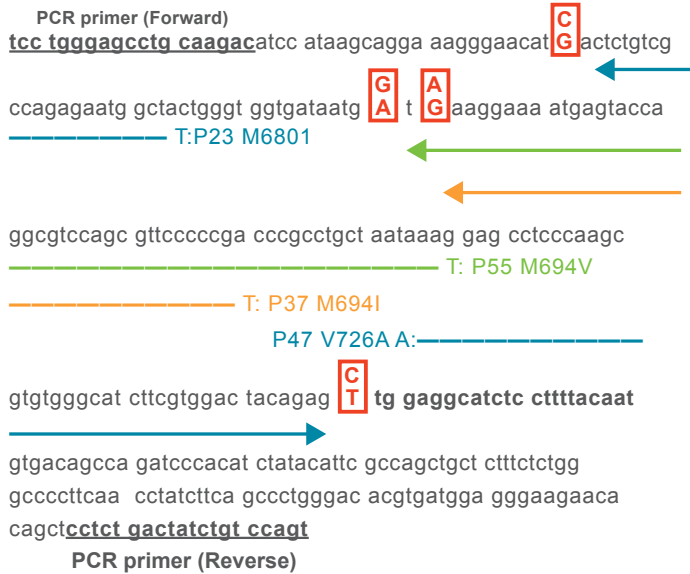 PCR primer (Forward)
C
tcc tgggagcctg caagacatcc ataagcagga aagggaacat G actctgtcg
G A
ccagagaatg gctactgggt ggtgataatg A t G aaggaaa atgagtacca
T:P23 M6801
ggcgtccagc gttcccccga cccgcctgct aataaag gag cctcccaagc
T: P55 M694V
T: P37 M694I
P47 V726A A:
C
gtgtgggcat cttcgtggac tacagag T tg gaggcatctc cttttacaat
gtgacagcca gatcccacat ctatacattc gccagctgct ctttctctgg
gccccttcaa cctatcttca gccctgggac acgtgatgga gggaagaaca
cagctcctct gactatctgt ccagt
PCR primer (Reverse)